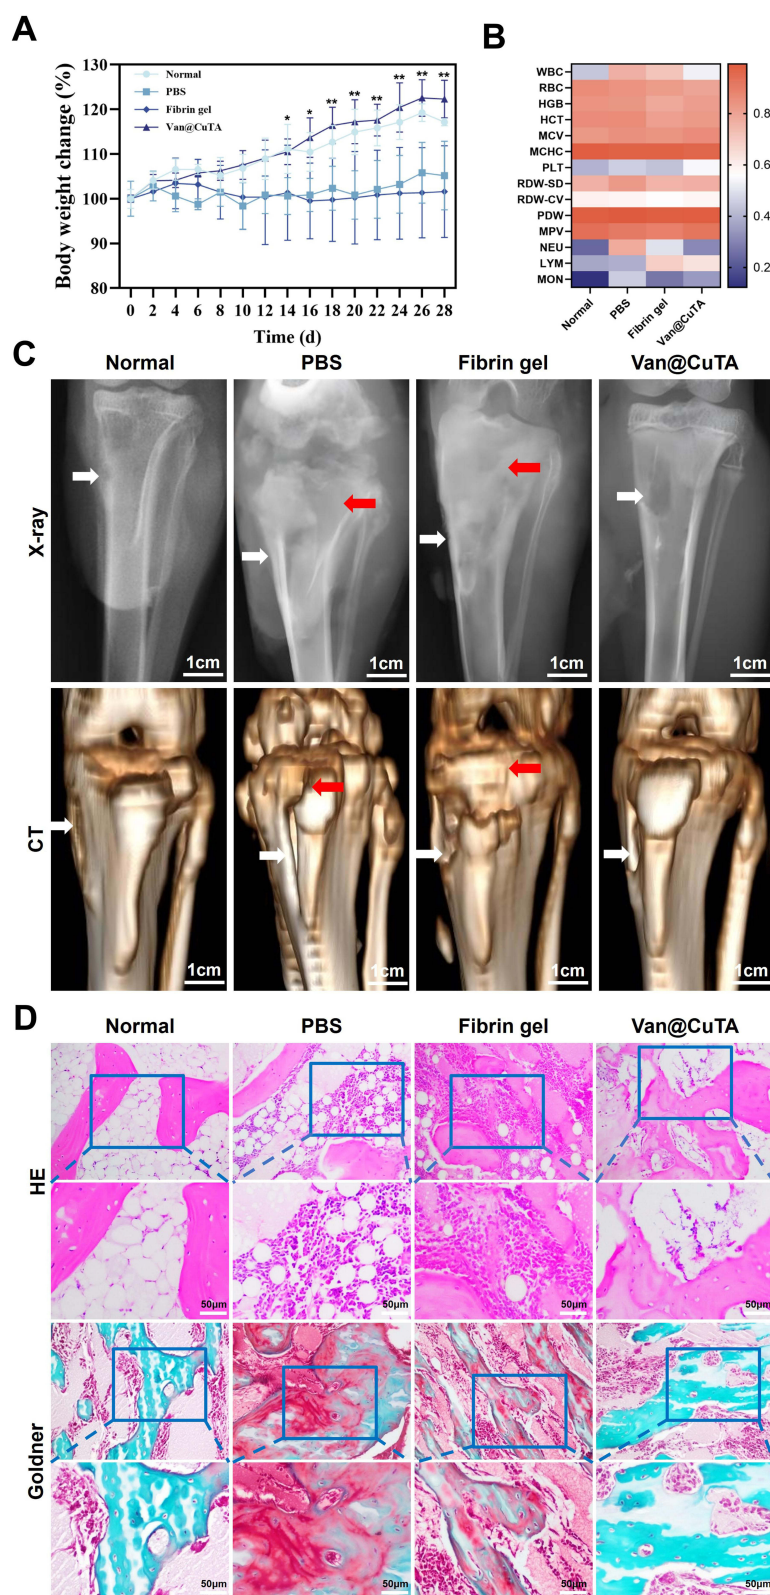 A
Body weight change (%)
130
120
110
100
90
80
Normal
PBS
Fibrin gel
Van@CuTA
* * ** ** ** ** ** **
0 2 4 6 8 10 12 14 16 18 20 22 24 26 28
Time (d)
B
WBC
RBC
HGB
HCT
MCV
MCHC
PLT
RDW-SD
RDW-CV
PDW
MPV
NEU
LYM
MON
Normal
PBS
Fibrin gel
Van@CuTA
0.8
0.6
0.4
0.2
C
Normal PBS Fibrin gel Van@CuTA
X-ray
1cm 1cm 1cm 1cm
CT
1cm 1cm 1cm 1cm
D
Normal PBS Fibrin gel Van@CuTA
HE
50μm 50μm 50μm 50μm
Goldner
50μm 50μm 50μm 50μm